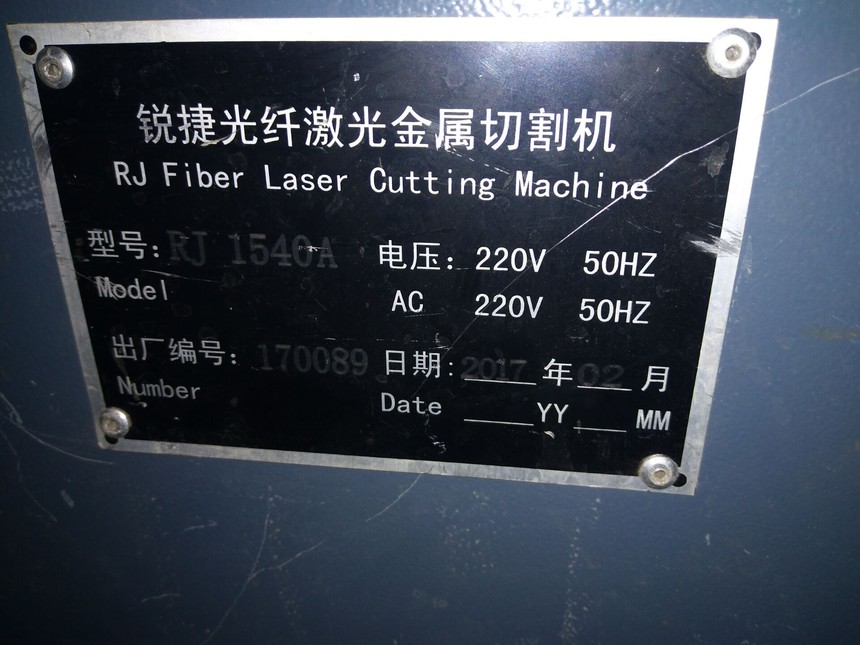 锐捷光纤激光金属切割机
RJ Fiber Laser Cutting Machine
型号: RJ 1540A 电压: 220V 50HZ
Model AC 220V 50HZ
出厂编号: 170089 日期: 2017 年 02 月
Number Date ____YY ___MM